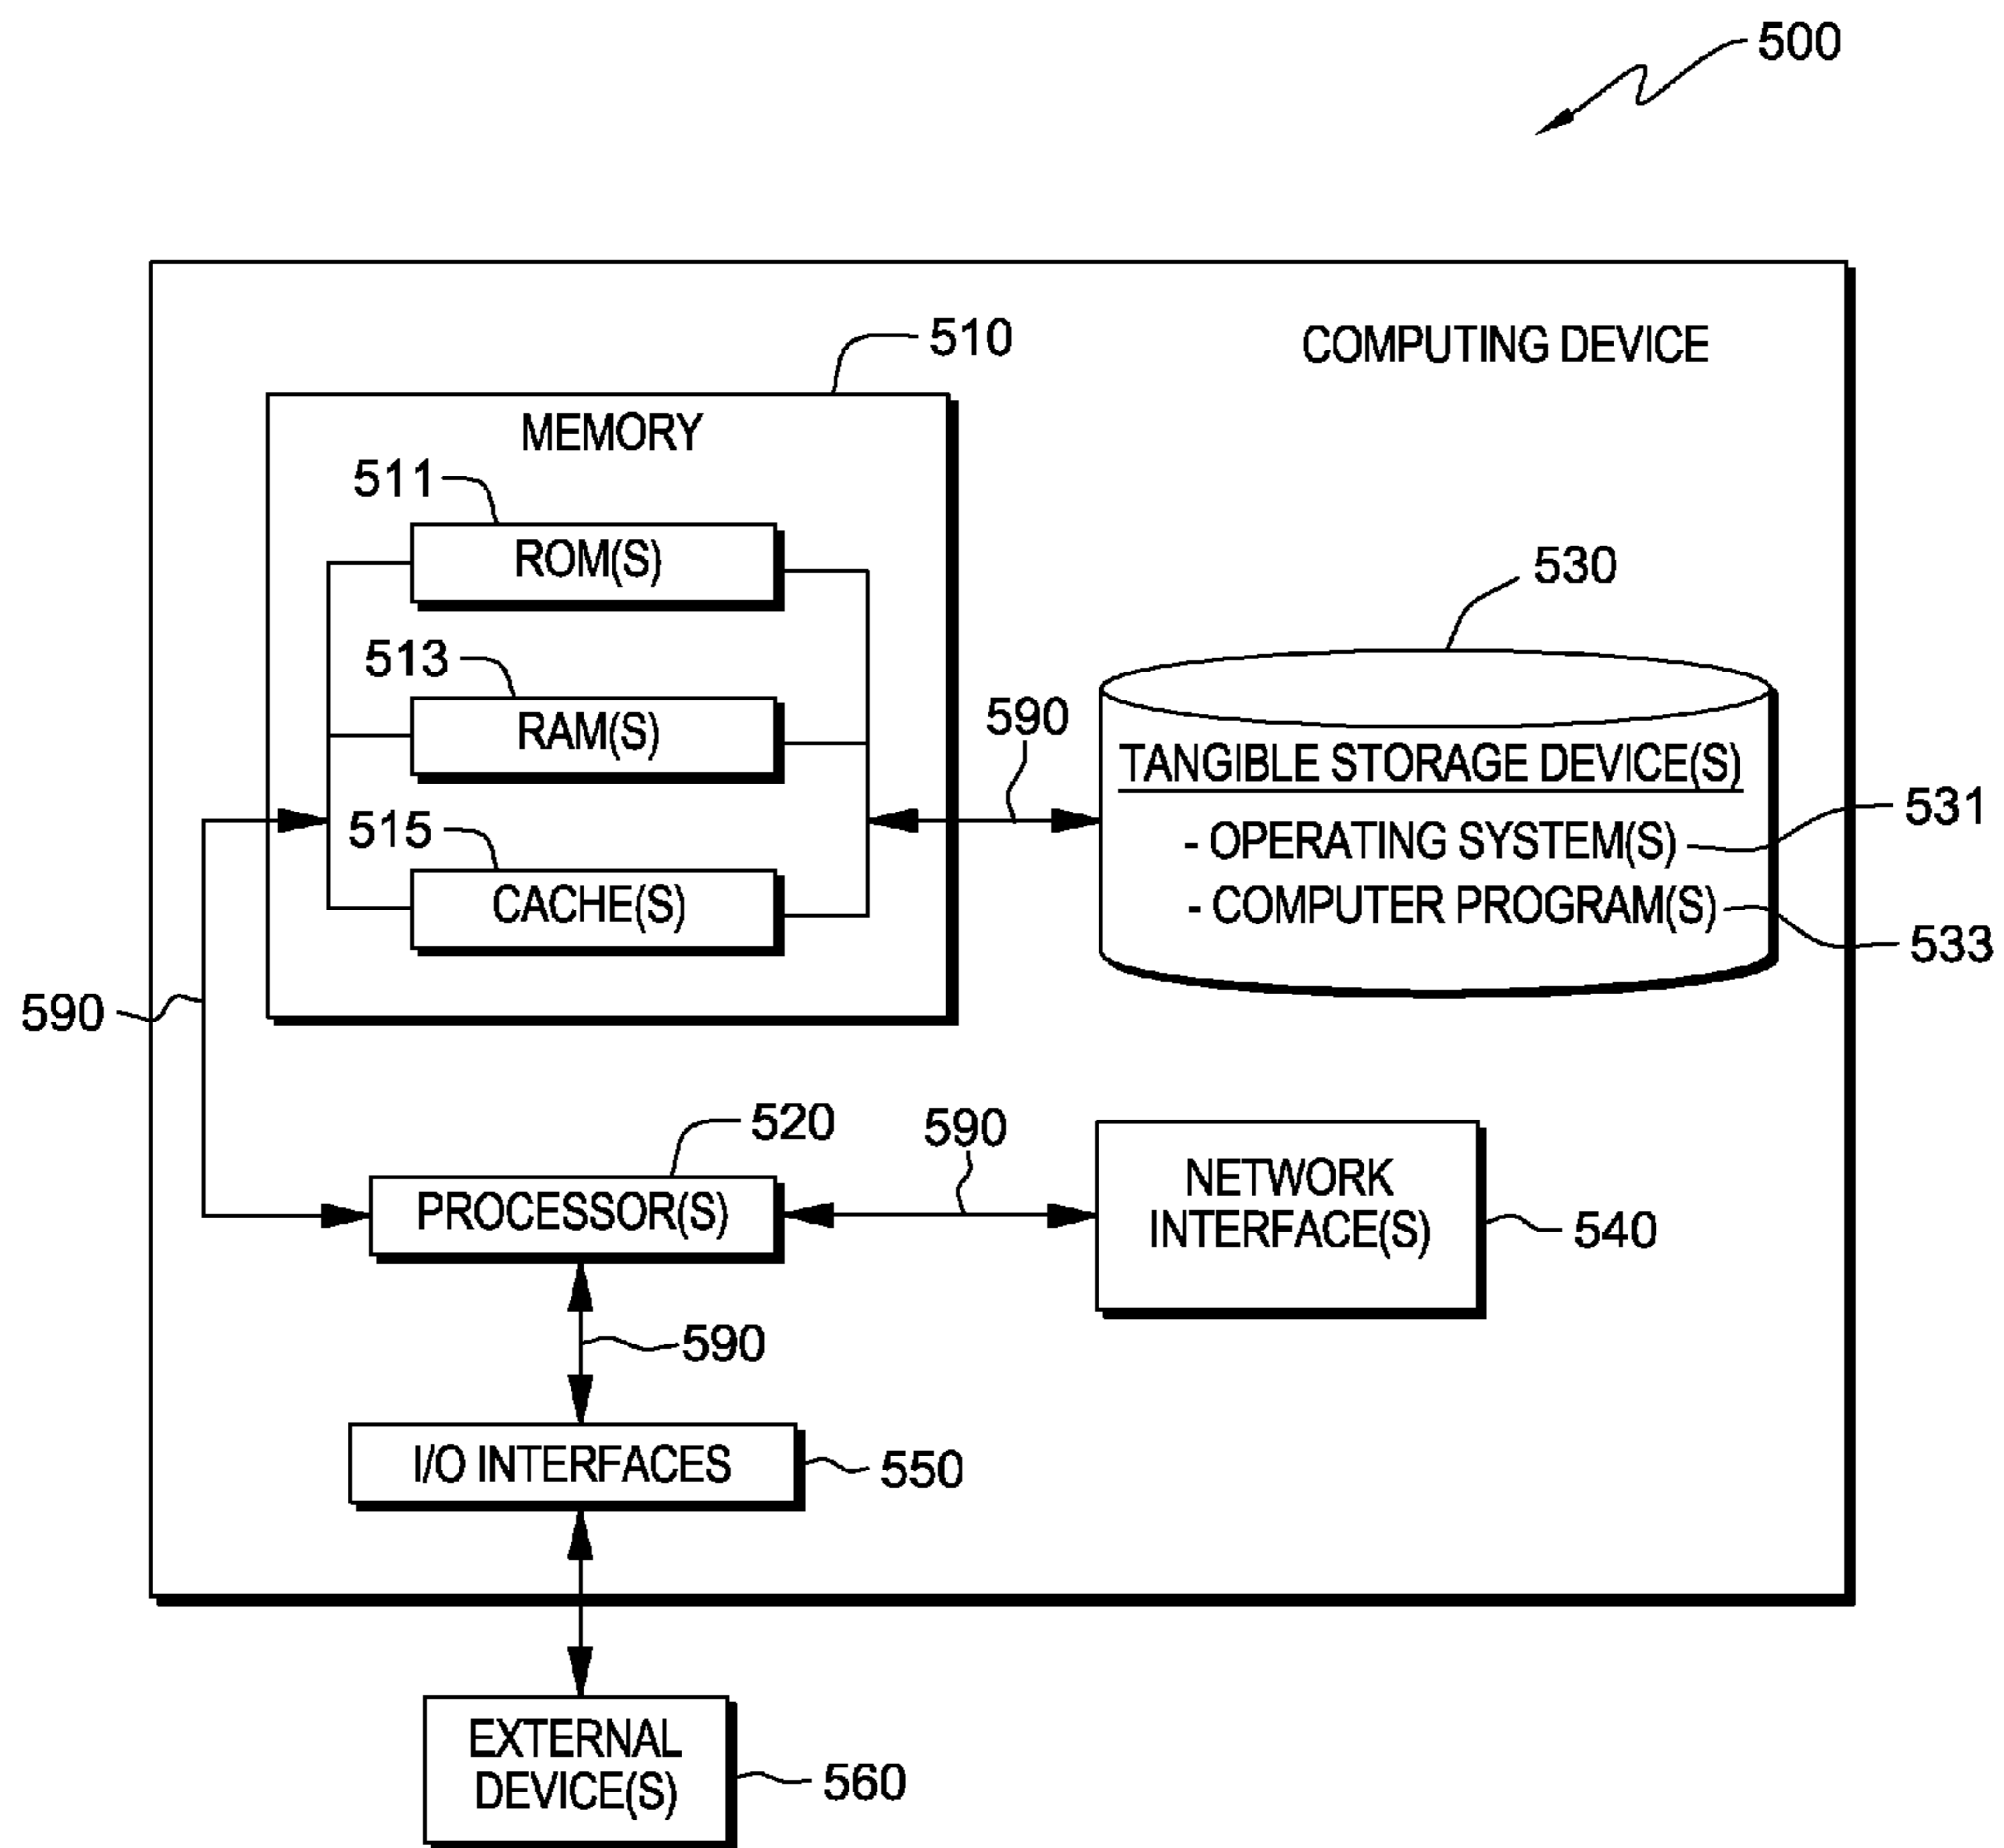 500
510
COMPUTING DEVICE
MEMORY
511
ROM(S)
530
513
RAM(S)
590
TANGIBLE STORAGE DEVICE(S)
531
515
- OPERATING SYSTEM(S)
CACHE(S)
- COMPUTER PROGRAM(S)
533
590
520
590
PROCESSOR(S)
NETWORK
INTERFACE(S)
540
590
I/O INTERFACES
550
EXTERNAL
DEVICE(S)
560